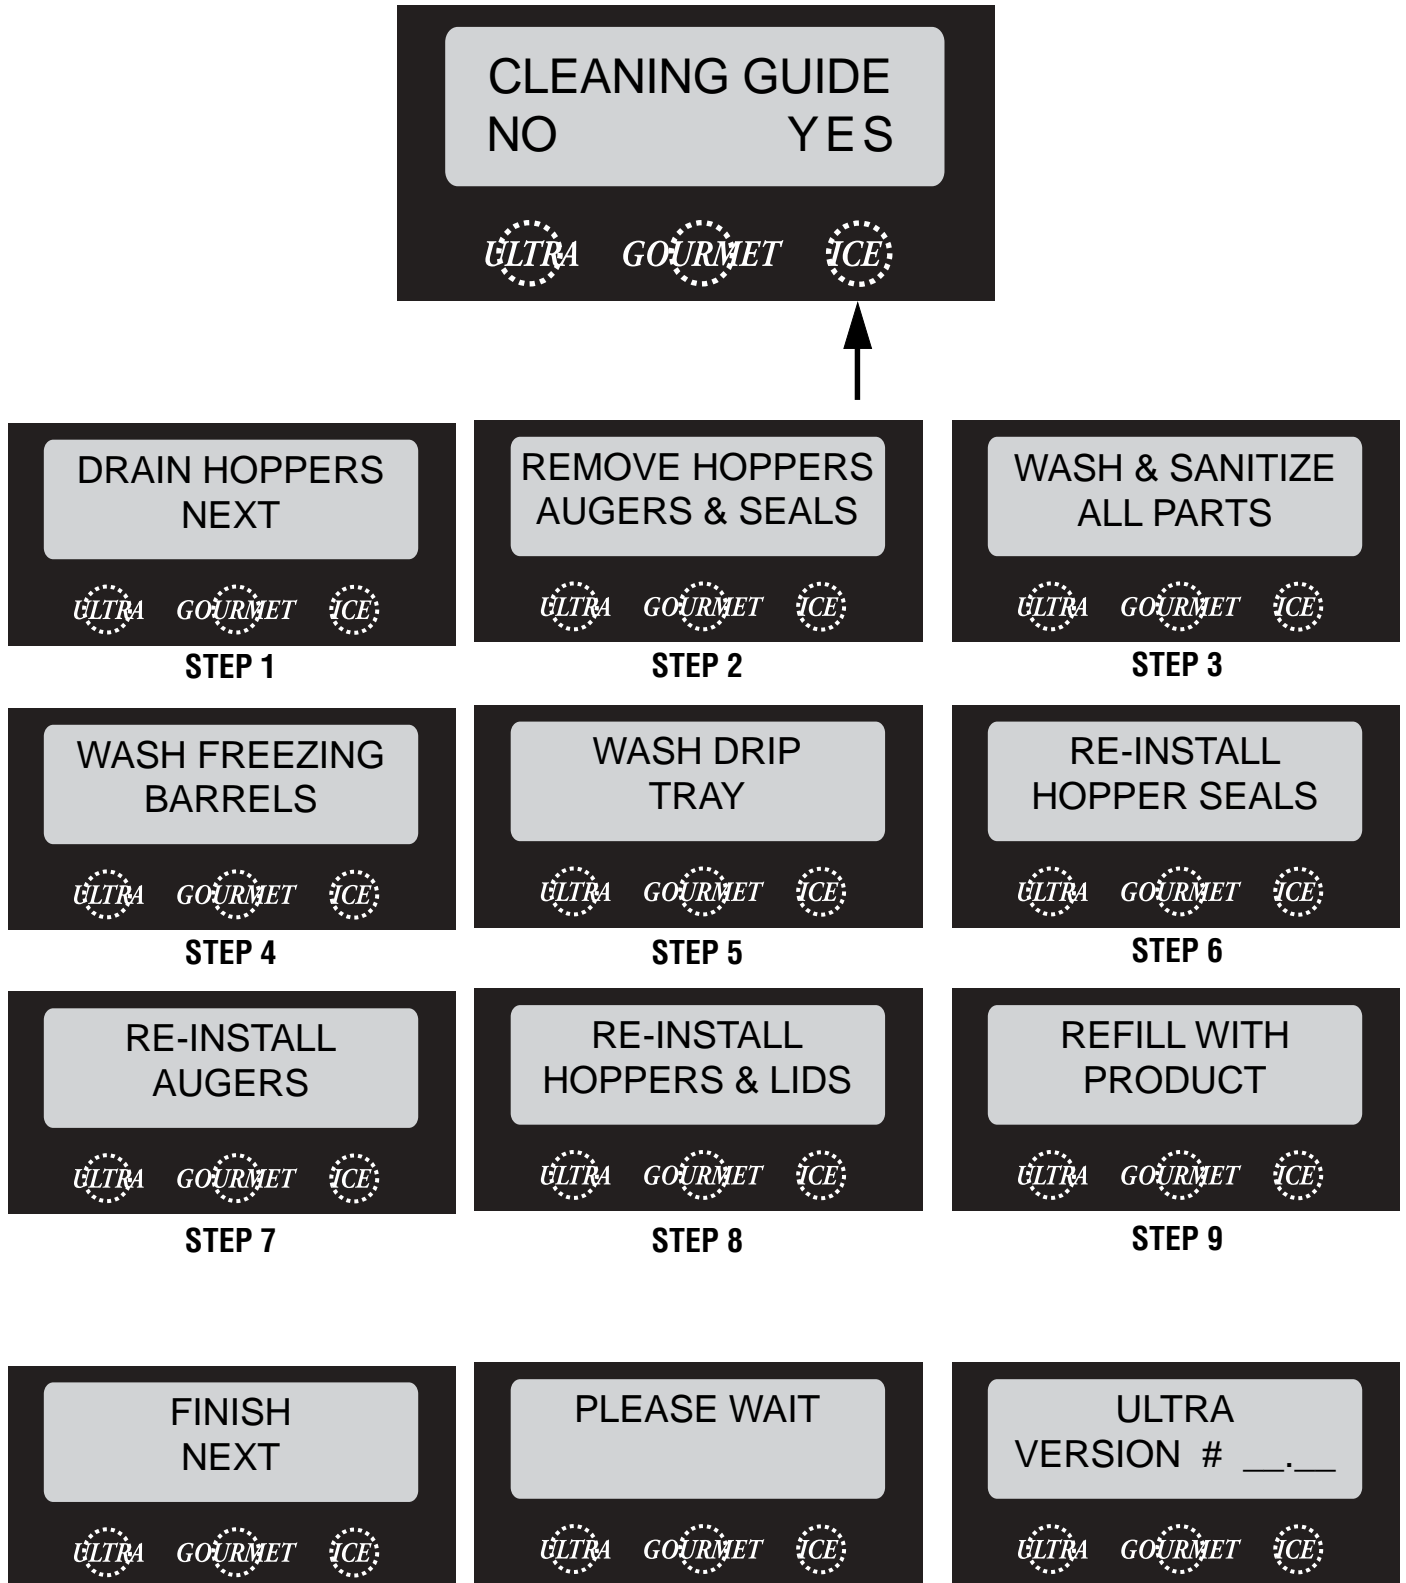 CLEANING GUIDE
NO YES
ULTRA GOURMET ICE
DRAIN HOPPERS
NEXT
ULTRA GOURMET ICE
STEP 1
REMOVE HOPPERS
AUGERS & SEALS
ULTRA GOURMET ICE
STEP 2
WASH & SANITIZE
ALL PARTS
ULTRA GOURMET ICE
STEP 3
WASH FREEZING
BARRELS
ULTRA GOURMET ICE
STEP 4
WASH DRIP
TRAY
ULTRA GOURMET ICE
STEP 5
RE-INSTALL
HOPPER SEALS
ULTRA GOURMET ICE
STEP 6
RE-INSTALL
AUGERS
ULTRA GOURMET ICE
STEP 7
RE-INSTALL
HOPPERS & LIDS
ULTRA GOURMET ICE
STEP 8
REFILL WITH
PRODUCT
ULTRA GOURMET ICE
STEP 9
FINISH
NEXT
ULTRA GOURMET ICE
PLEASE WAIT
ULTRA GOURMET ICE
ULTRA
VERSION # __.__
ULTRA GOURMET ICE